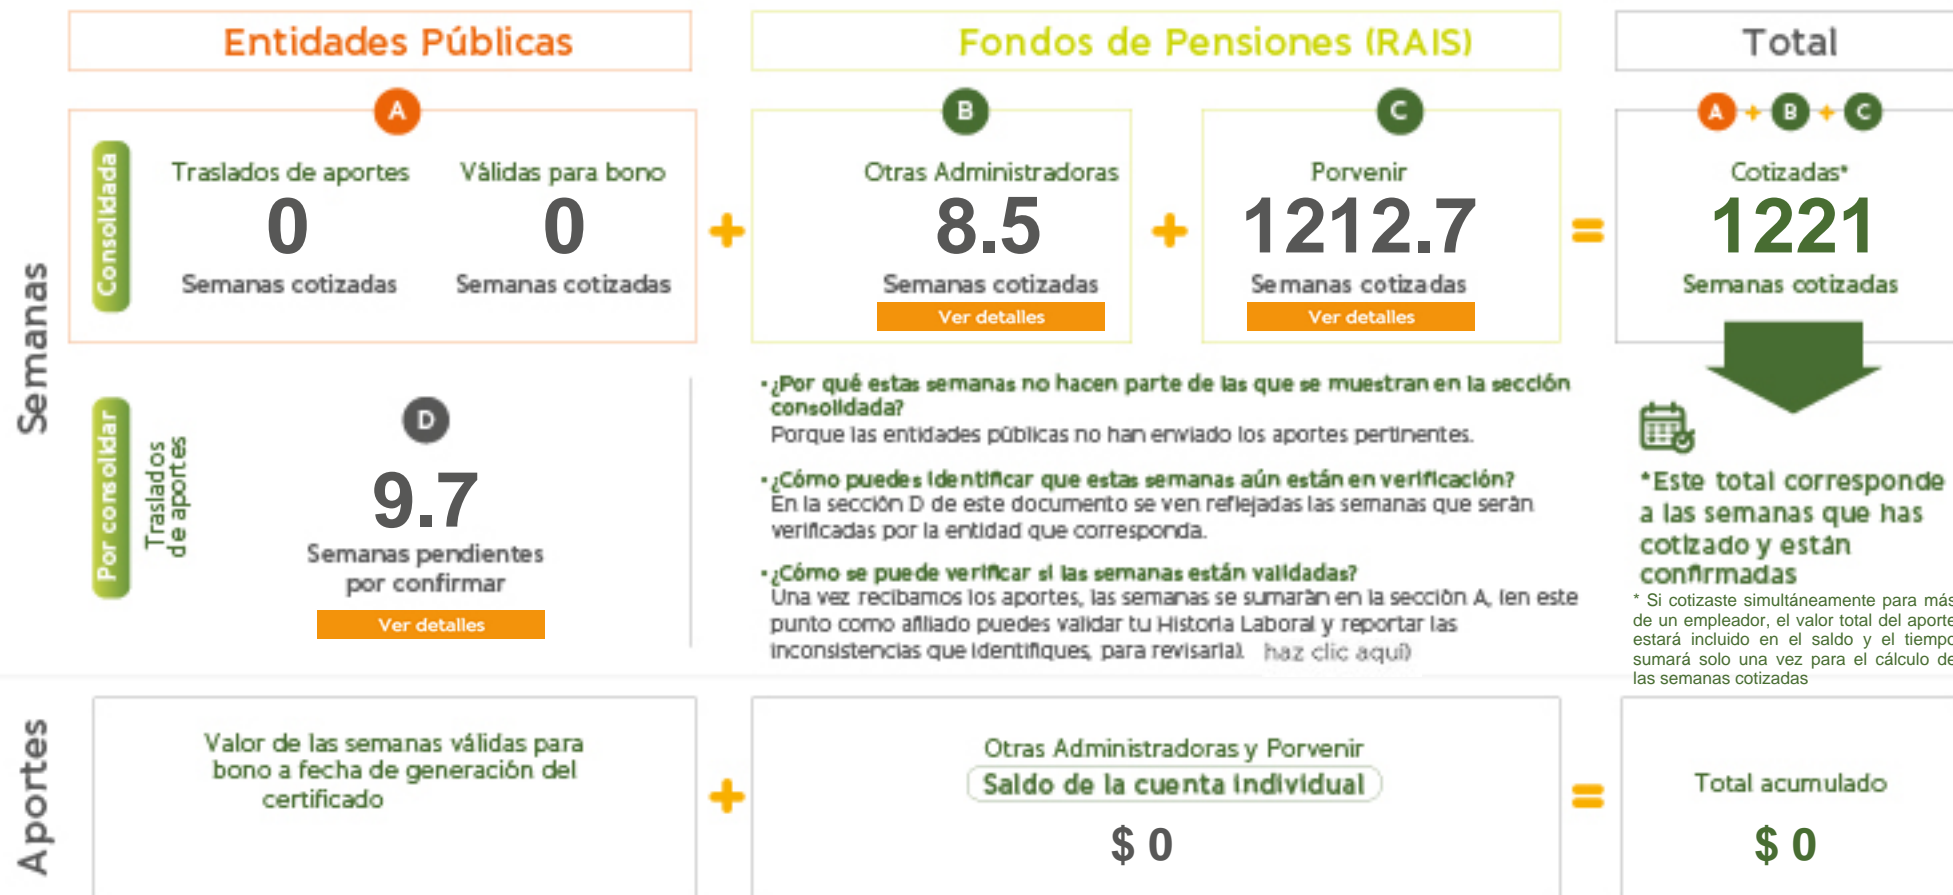 Entidades Públicas
Fondos de Pensiones (RAIS)
Total
Semanas
Consolidada
A
Traslados de aportes
0
Semanas cotizadas
Válidas para bono
0
Semanas cotizadas
+
B
Otras Administradoras
8.5
Semanas cotizadas
Ver detalles
+
C
Porvenir
1212.7
Semanas cotizadas
Ver detalles
=
A + B + C
Cotizadas*
1221
Semanas cotizadas
Por consolidar
Traslados
de aportes
D
9.7
Semanas pendientes
por confirmar
Ver detalles
• ¿Por qué estas semanas no hacen parte de las que se muestran en la sección
consolidada?
Porque las entidades públicas no han enviado los aportes pertinentes.
• ¿Cómo puedes identificar que estas semanas aún están en verificación?
En la sección D de este documento se ven reflejadas las semanas que serán
verificadas por la entidad que corresponda.
• ¿Cómo se puede verificar si las semanas están validadas?
Una vez recibamos los aportes, las semanas se sumarán en la sección A, (en este
punto como afiliado puedes validar tu Historia Laboral y reportar las
inconsistencias que identifiques, para revisarla). haz clic aquí)
*Este total corresponde
a las semanas que has
cotizado y están
confirmadas
* Si cotizaste simultáneamente para más
de un empleador, el valor total del aporte
estará incluido en el saldo y el tiempo
sumará solo una vez para el cálculo de
las semanas cotizadas
Aportes
Valor de las semanas válidas para
bono a fecha de generación del
certificado
+
Otras Administradoras y Porvenir
Saldo de la cuenta individual
$ 0
=
Total acumulado
$ 0